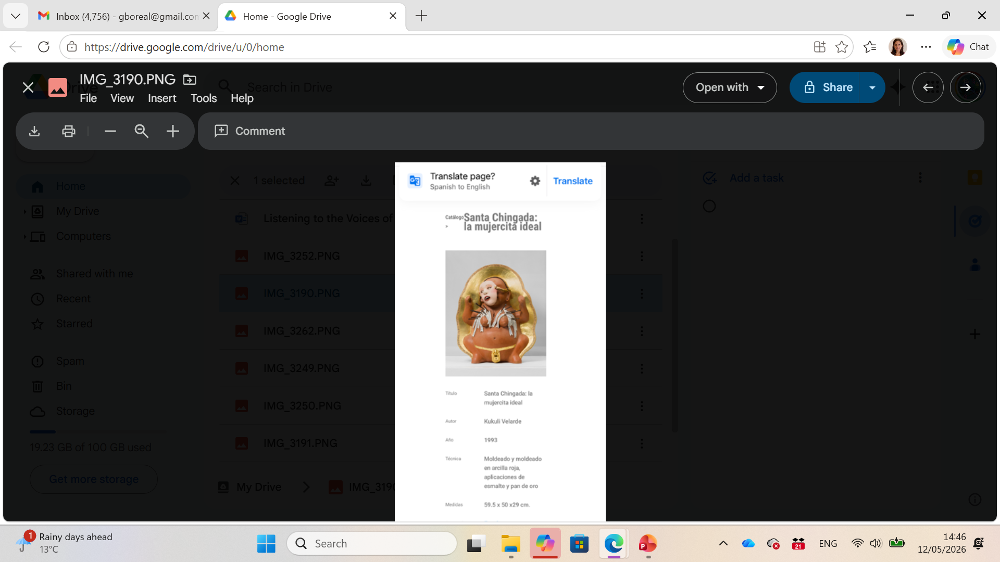 Inbox (4,756) - gboreal@gmail.con
Home - Google Drive
https://drive.google.com/drive/u/0/home
Chat
IMG_3190.PNG
Drive
Search in Drive
File View Insert Tools Help
Open with
Share
Comment
Home
My Drive
Computers
Shared with me
Recent
Starred
Spam
Bin
Storage
19.23 GB of 100 GB used
Get more storage
1 selected
Listening to the Voices of
IMG_3252.PNG
IMG_3190.PNG
IMG_3262.PNG
IMG_3249.PNG
IMG_3250.PNG
IMG_3191.PNG
My Drive > IMG_3190
Translate page?
Spanish to English
Translate
Catálogo
>
Santa Chingada:
la mujercita ideal
Título
Santa Chingada: la
mujercita ideal
Autor
Kukuli Velarde
Año
1993
Técnica
Moldeado y moldeado
en arcilla roja,
aplicaciones de
esmalte y pan de oro
Medidas
59.5 x 50 x29 cm.
Add a task
1
Rainy days ahead
13°C
Search
21
ENG
14:46
12/05/2026